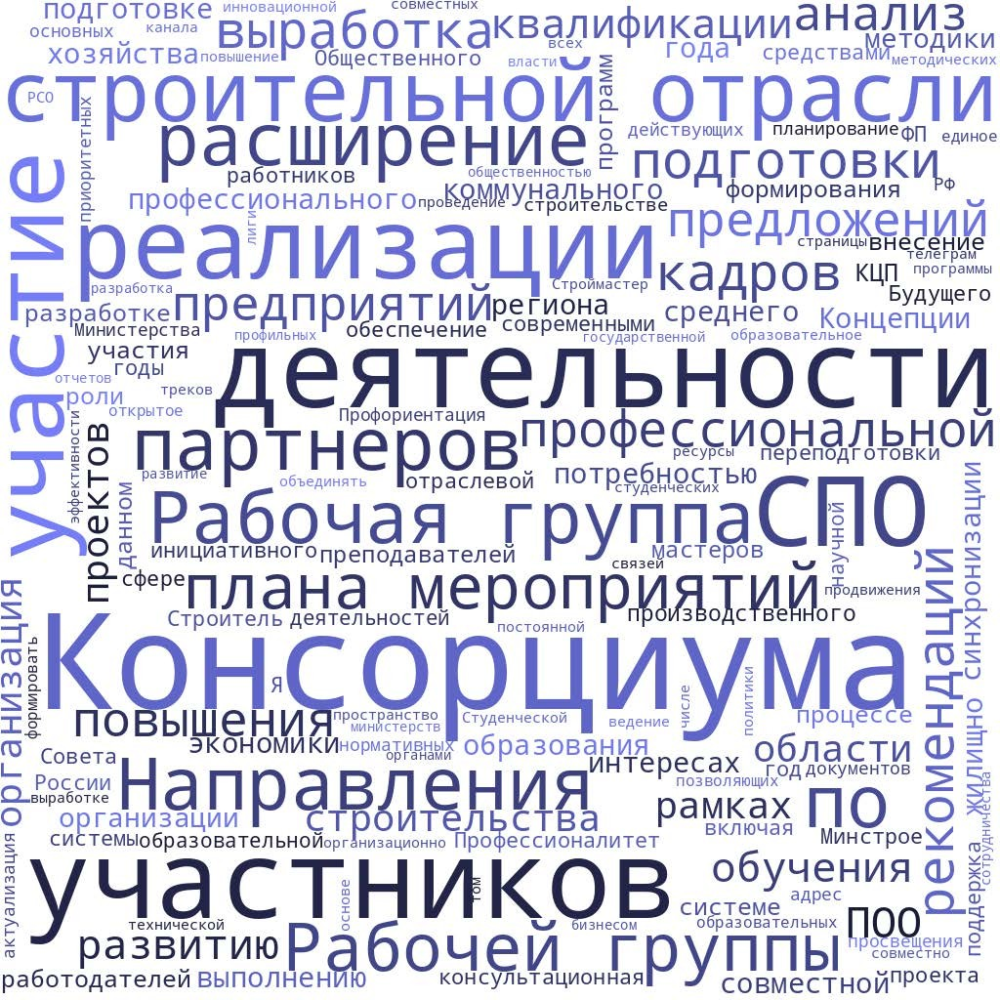 подготовке
инновационной
совместных
основных
канала
выработка
квалификации
анализ
методики
хозяйства
повышение
Общественного
всех
власти
года
средствами
методических
РСО
строительной
отрасли
приоритетных
расширение
программ
действующих
планирование
ФП
единое
подготовки
работников
общественностью
коммунального
формирования
РФ
профессионального
проведение
строительстве
лиги
предложений
страницы
внесение
телеграм
участие
реализации
кадров
КЦП
программы
разработка
Строймастер
Будущего
разработке
предприятий
региона
среднего
Концепции
Министерства
профильных
обеспечение
современными
государственной
образовательное
участия
годы
деятельности
отчетов
треков
роли
открытое
Профориентация
эффективности
проектов
партнеров
профессиональной
ресурсы
переподготовки
развитие
объединять
отраслевой
потребностью
студенческих
данном
Рабочая группа
СПО
научной
инициативного
преподавателей
мастеров
связей
сфере
плана мероприятий
продвижения
рекомендации
жилищно синхронизации
организация
Строитель
деятельностей
производственного
постоянной
формировать
Консорциума
Я
числе
политики
повышения
пространство
министерств
Студенческой
ведение
процессе
экономики
нормативных
органами
образования
интересах
области
Совета
год
документов
России
выработке
Направления
позволяющих
рамках
по
сотрудничества
организации
строительства
включая
Минстрое
системы
образовательной
организационно
Профессионалитет
участников
том
основе
обучения
адрес
поддержка
актуализация
технической
бизнесом
системе
образовательных
ПОО
развитию
Рабочей группы
просвещения
совместно
работодателей
выполнению
консультационная
совместной
проекта